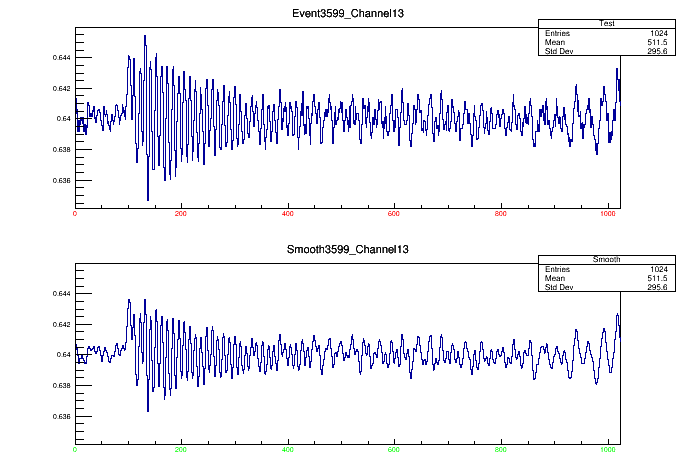 Event3599_Channel13
Test
Entries 1024
Mean 511.5
Std Dev 295.6
0.644
0.642
0.64
0.638
0.636
0 200 400 600 800 1000
Smooth3599_Channel13
Smooth
Entries 1024
Mean 511.5
Std Dev 295.6
0.644
0.642
0.64
0.638
0.636
0 200 400 600 800 1000